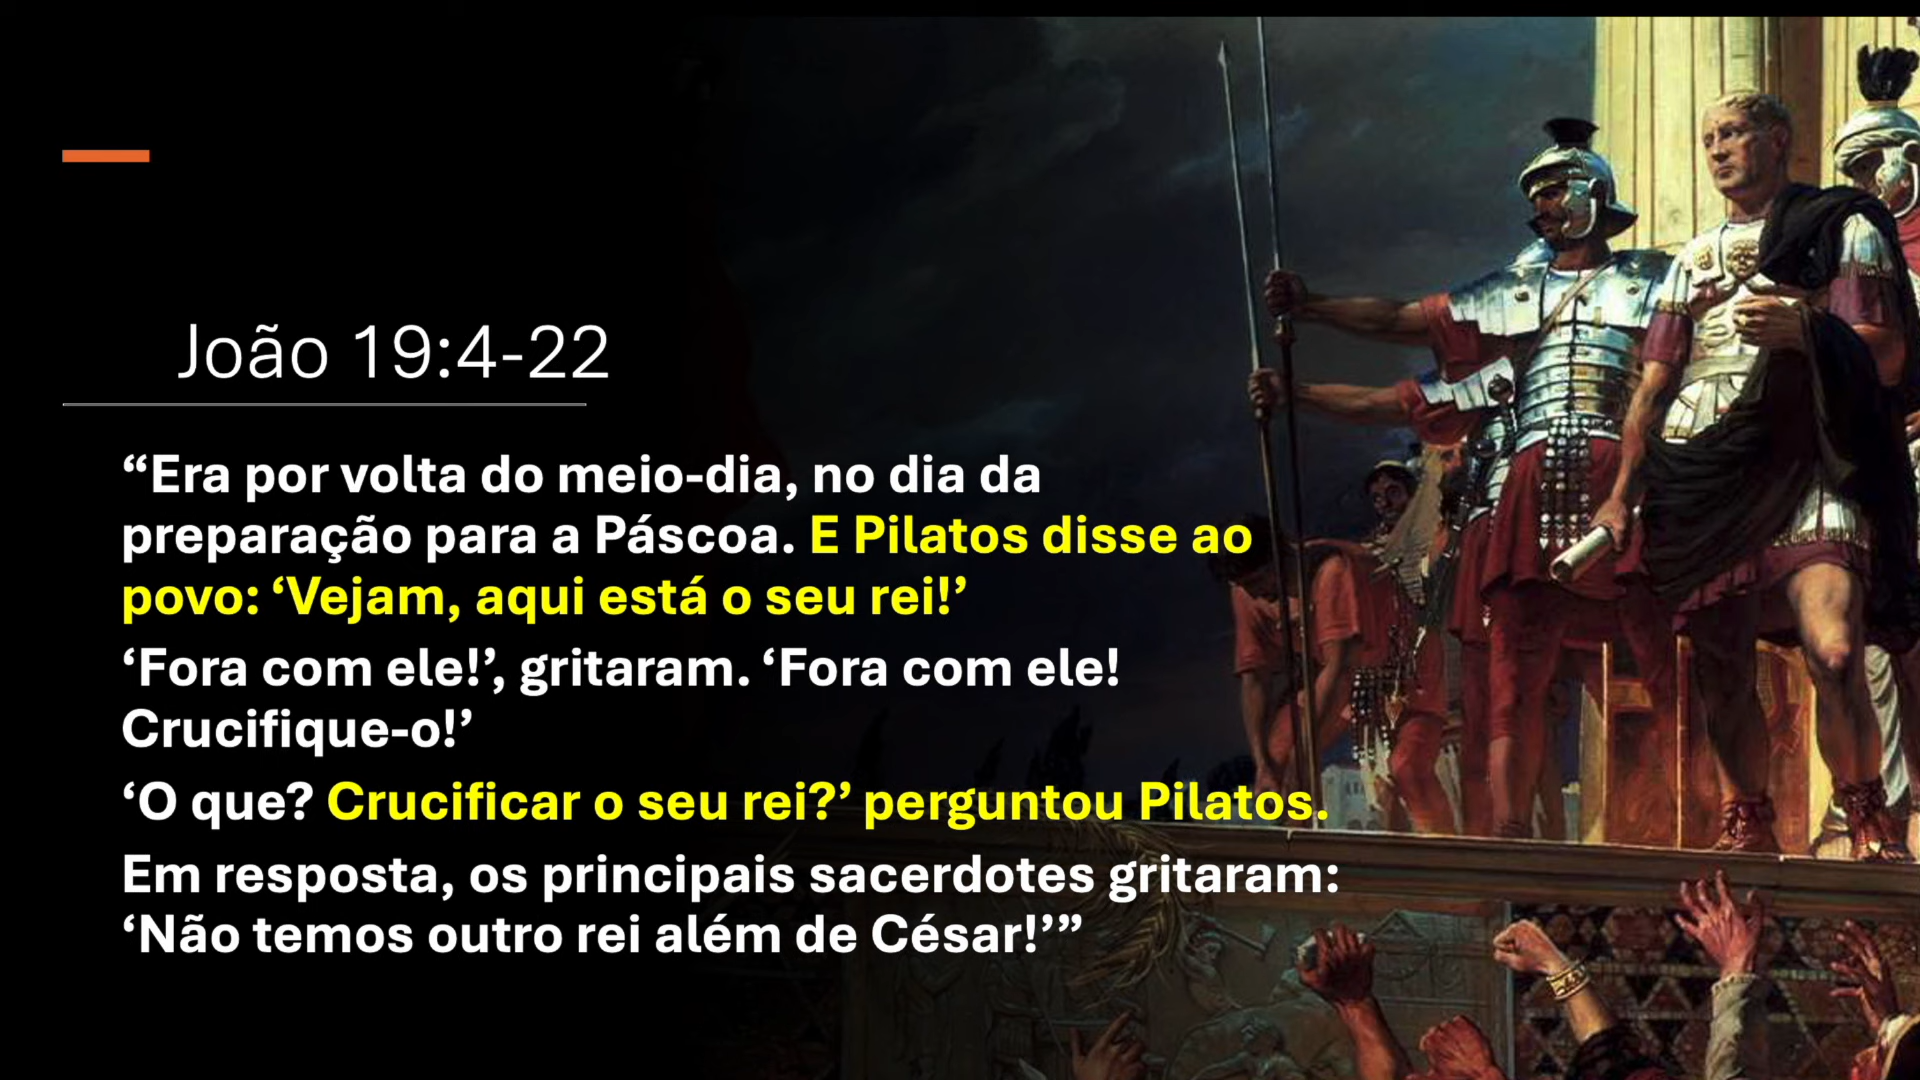 João 19:4-22
“Era por volta do meio-dia, no dia da
preparação para a Páscoa. E Pilatos disse ao
povo: ‘Vejam, aqui está o seu rei!’
‘Fora com ele!’, gritaram. ‘Fora com ele!
Crucifique-o!’
‘O que? Crucificar o seu rei?’ perguntou Pilatos.
Em resposta, os principais sacerdotes gritaram:
‘Não temos outro rei além de César!’”